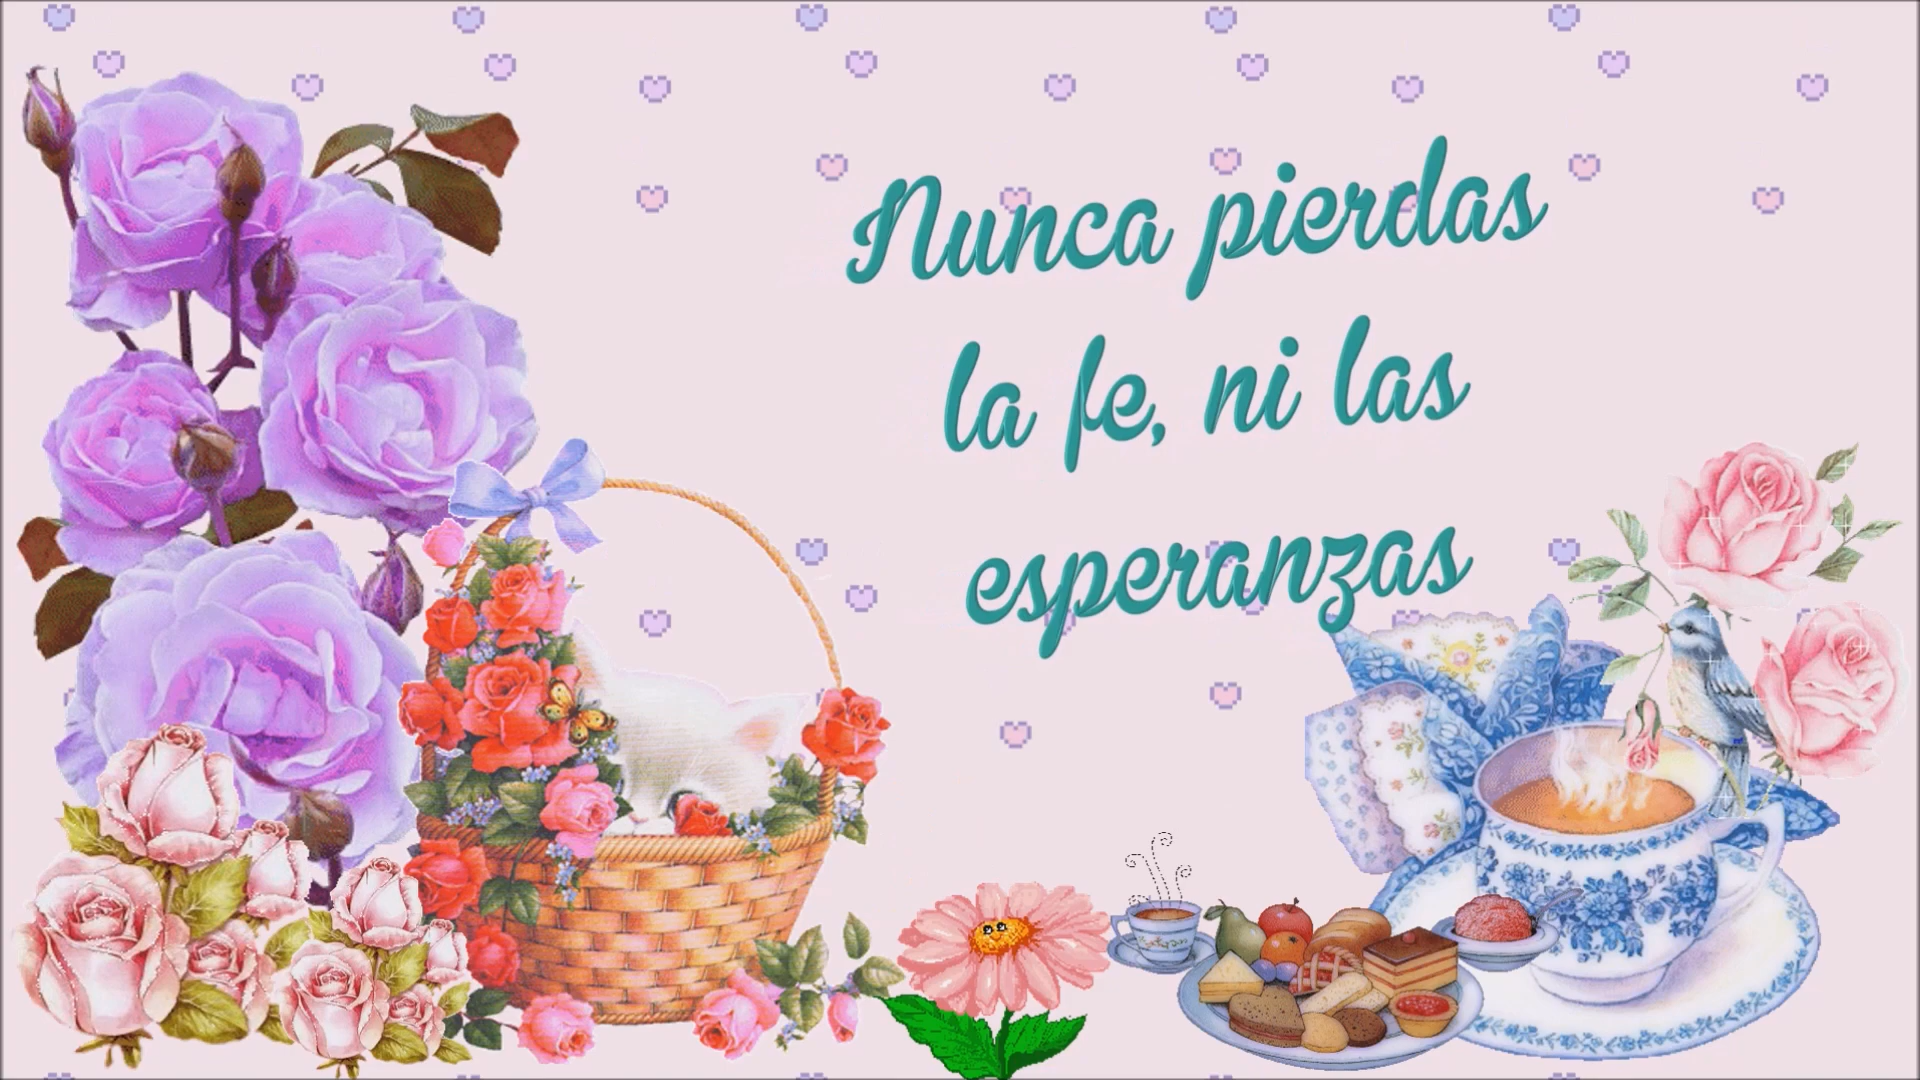 Nunca pierdas
la fe, ni las
esperanzas